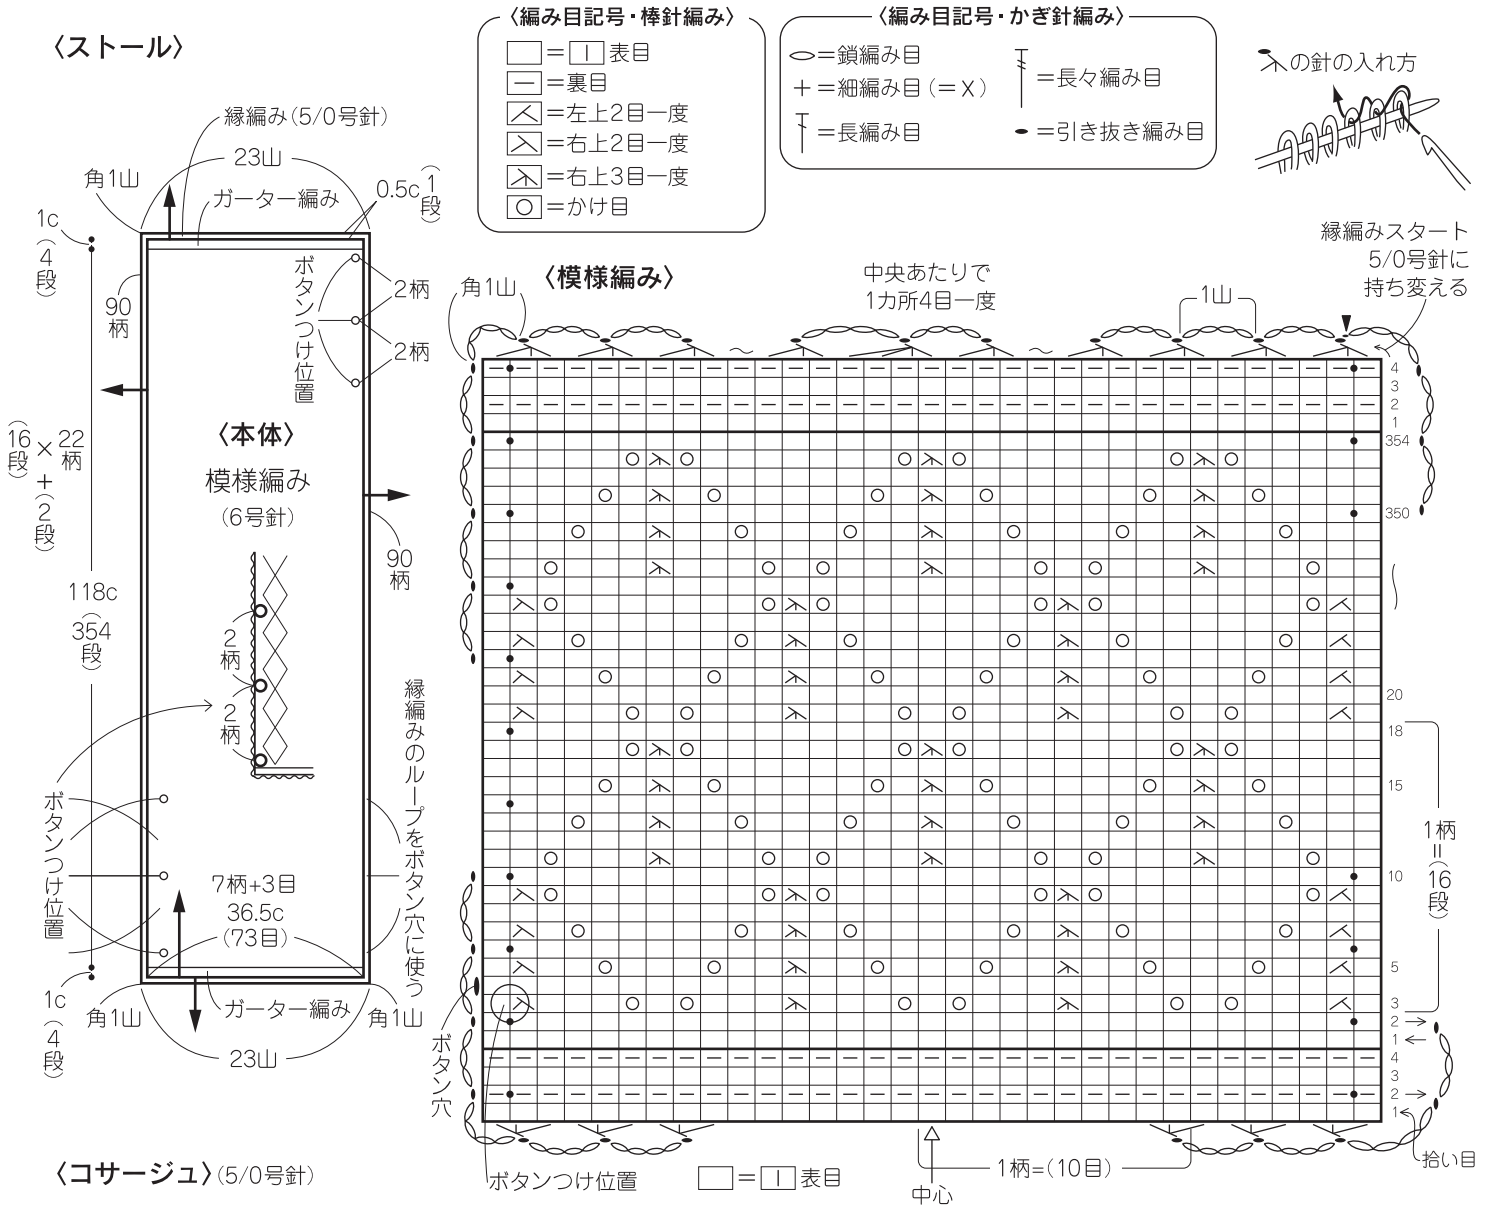 〈ストール〉
縁編み(5/0号針)
23山
角1山
ガーター編み
0.5c(1段)
1c
(4段)
90柄
ボタンつけ位置
2柄
2柄
22柄
×
(16段)
+
(2段)
118c
(354段)
〈本体〉
模様編み
(6号針)
90柄
2柄
2柄
ボタンつけ位置
縁編みのループをボタン穴に使う
7柄+3目
36.5c
(73目)
1c
(4段)
角1山
ガーター編み
角1山
23山
〈コサージュ〉(5/0号針)
〈編み目記号・棒針編み〉
□=|表目
―=裏目
=左上2目一度
=右上2目一度
=右上3目一度
○=かけ目
〈編み目記号・かぎ針編み〉
=鎖編み目
+=細編み目(=X)
=長編み目
=長々編み目
=引き抜き編み目
の針の入れ方
〈模様編み〉
角1山
中央あたりで
1カ所4目一度
1山
縁編みスタート
5/0号針に
持ち変える
4
3
2
1
354
350
20
18
15
10
5
3
2
1
4
3
2
1
1柄=(16段)
拾い目
ボタン穴
ボタンつけ位置
□=|表目
中心
1柄=(10目)